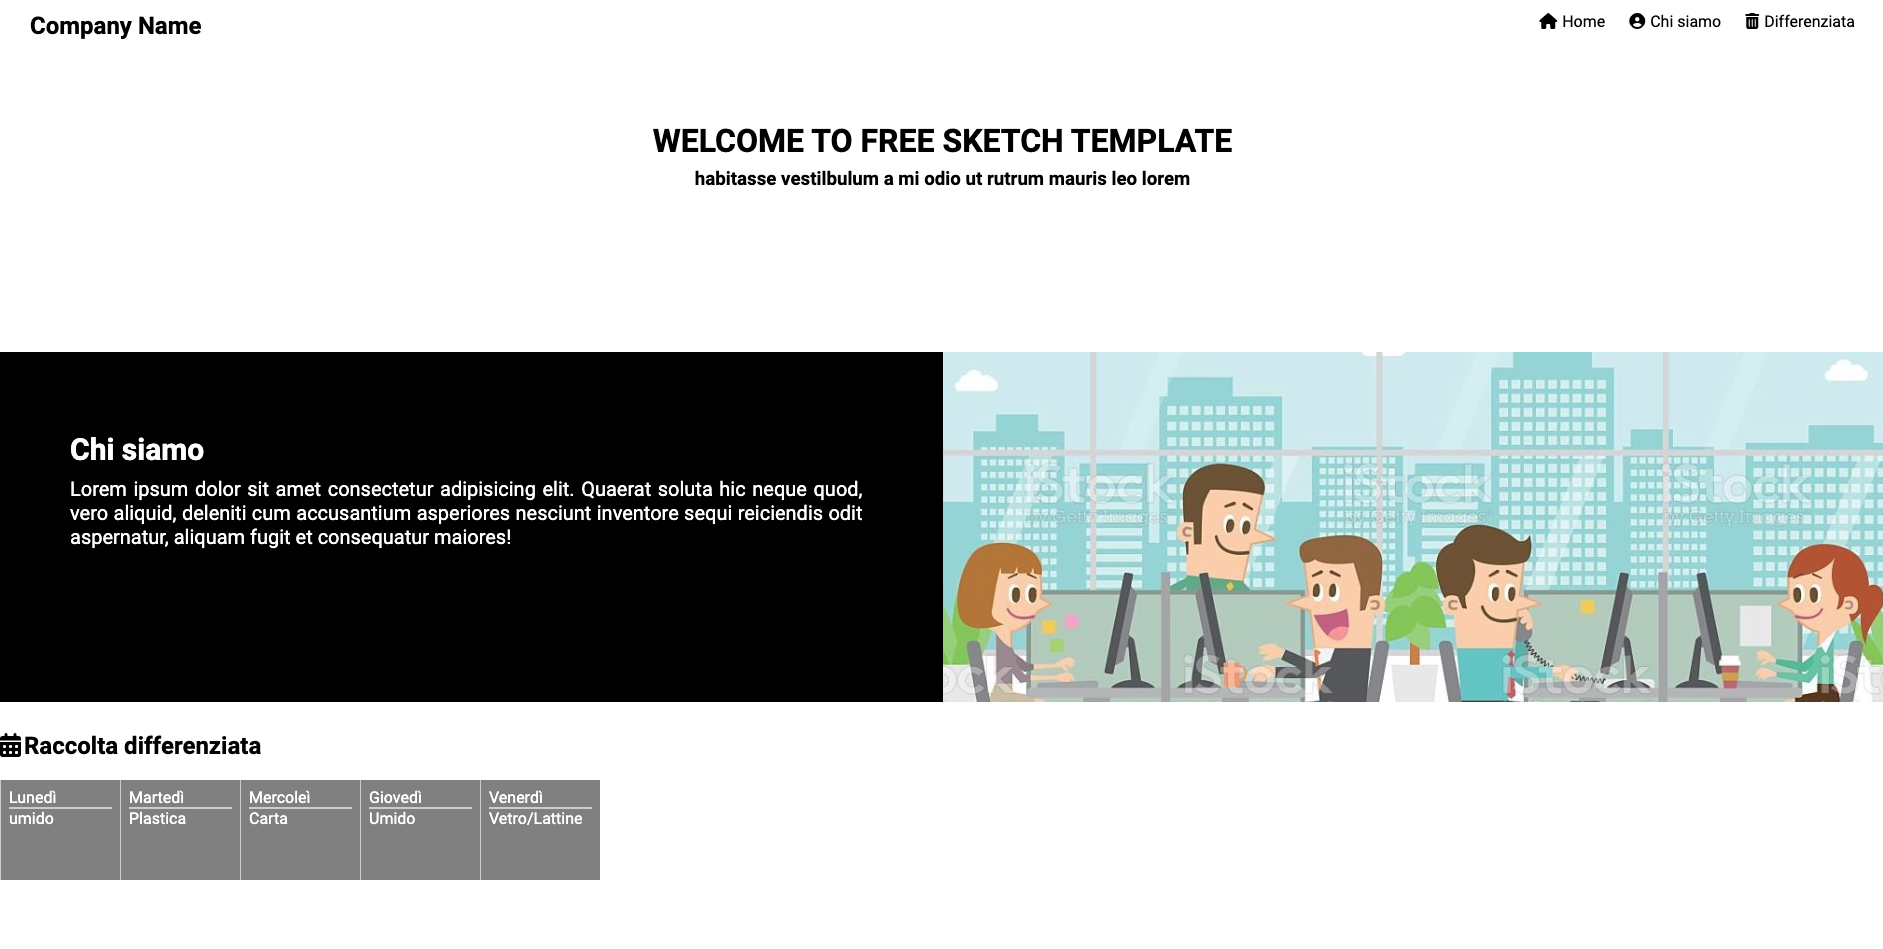 Company Name
Home Chi siamo Differenziata
WELCOME TO FREE SKETCH TEMPLATE
habitasse vestilbulum a mi odio ut rutrum mauris leo lorem
Chi siamo
Lorem ipsum dolor sit amet consectetur adipisicing elit. Quaerat soluta hic neque quod,
vero aliquid, deleniti cum accusantium asperiores nesciunt inventore sequi reiciendis odit
aspernatur, aliquam fugit et consequatur maiores!
iStock iStock iStock
by Getty Images by Getty Images by Getty Images
ock iStock iStock iSt
Raccolta differenziata
Lunedì Martedì Mercoleì Giovedì Venerdì
umido Plastica Carta Umido Vetro/Lattine